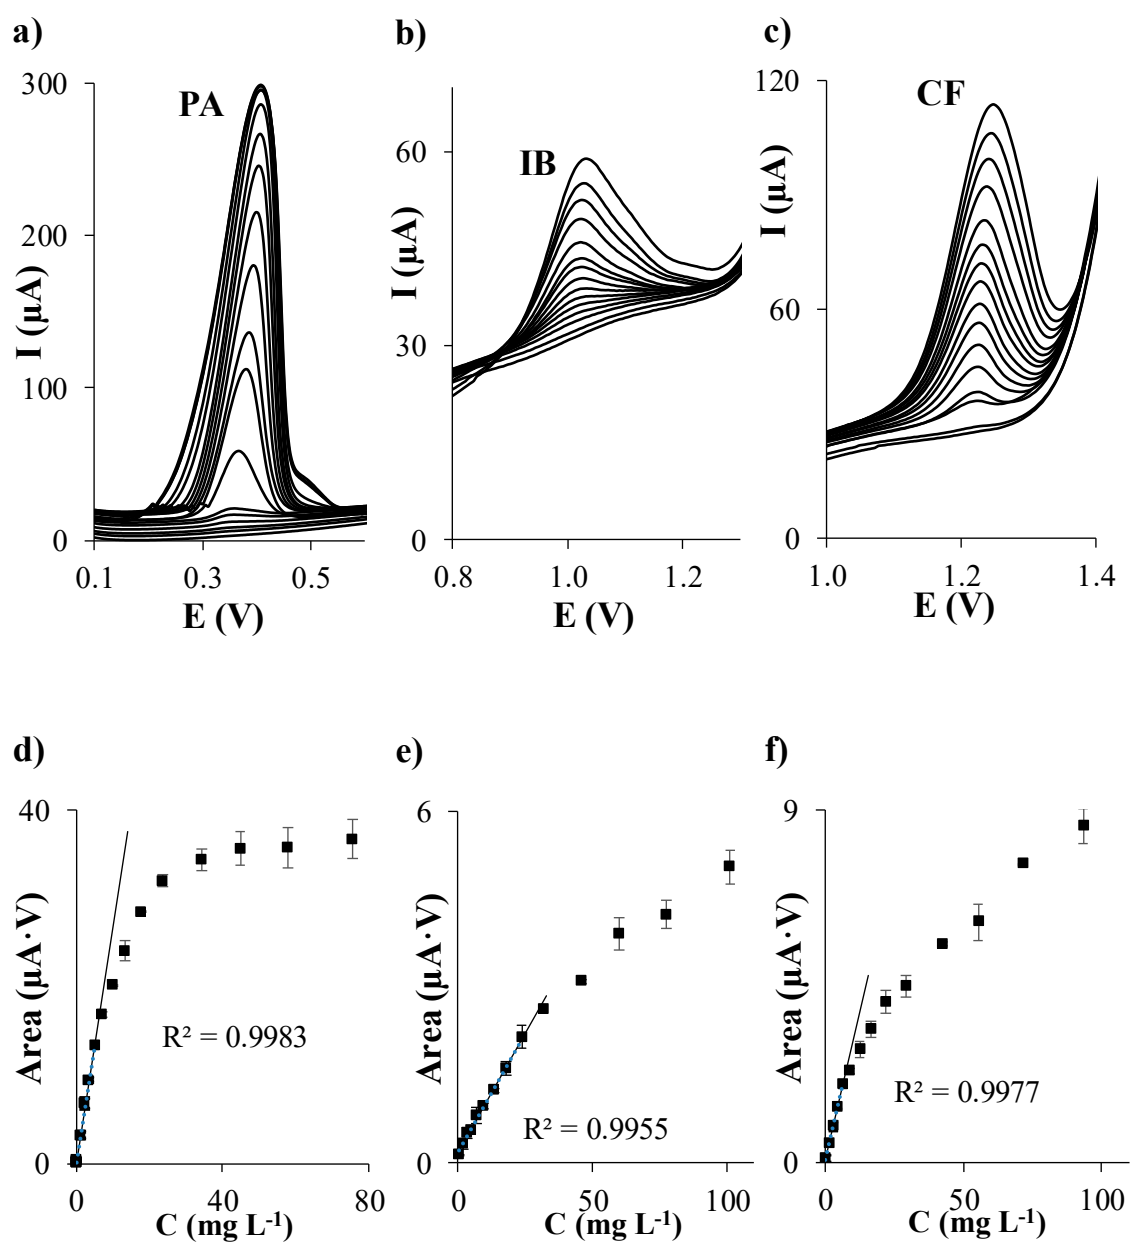 a)
PA
300
200
100
0
0.1 0.3 0.5
I (µA)
E (V)
b)
IB
60
30
0
0.8 1.0 1.2
I (µA)
E (V)
c)
CF
120
60
0
1.0 1.2 1.4
I (µA)
E (V)
d)
40
0
0 40 80
R² = 0.9983
Area (µA·V)
C (mg L⁻¹)
e)
6
0
0 50 100
R² = 0.9955
Area (µA·V)
C (mg L⁻¹)
f)
9
0
0 50 100
R² = 0.9977
Area (µA·V)
C (mg L⁻¹)